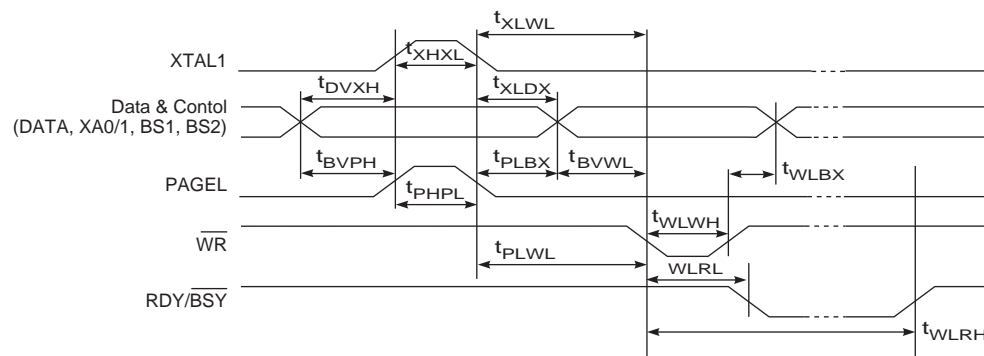 tXLWL
XTAL1
tXHXL
tDVXH
tXLDX
Data & Contol
(DATA, XA0/1, BS1, BS2)
tBVPH
tPLBX
tBVWL
tWLBX
PAGEL
tPHPL
tWLWH
WR
tPLWL
WLRL
RDY/BSY
tWLRH